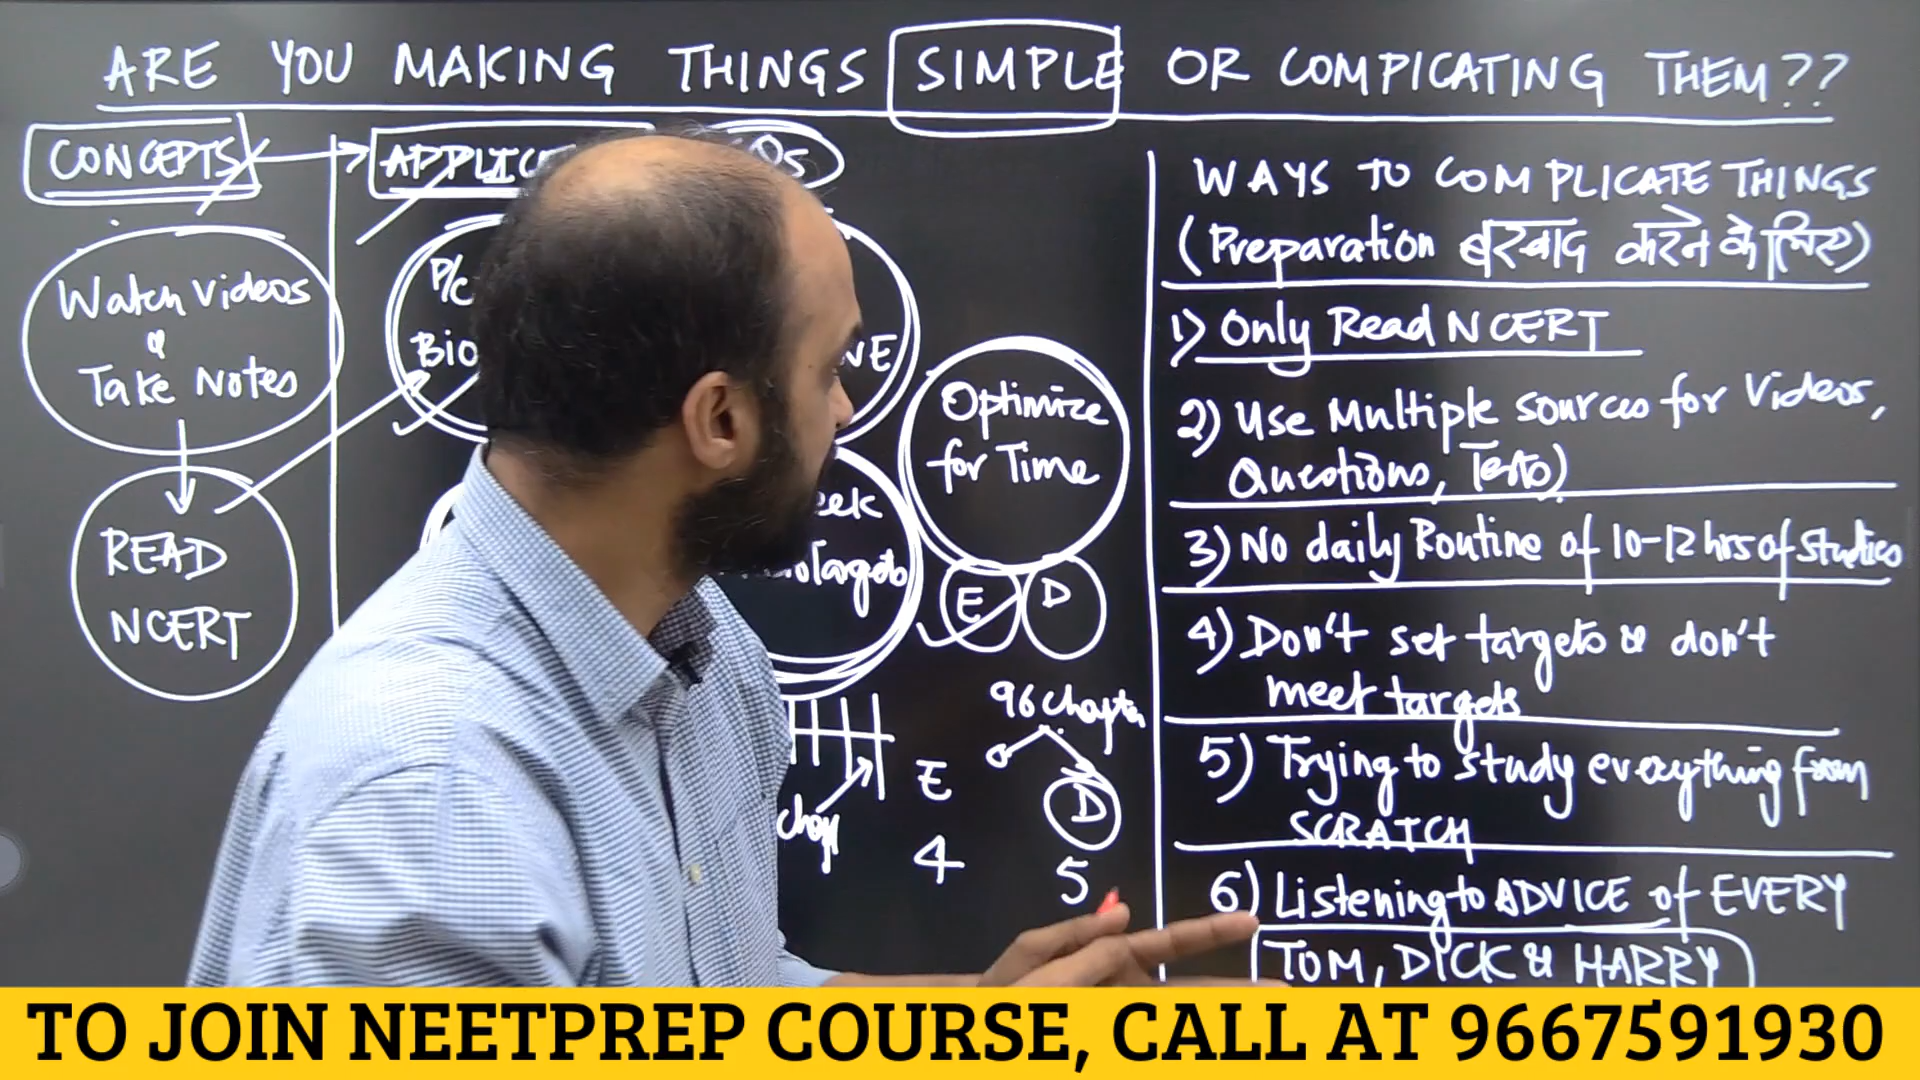 ARE YOU MAKING THINGS SIMPLE OR COMPICATING THEM??
CONCEPTS
Watch videos
&
Take Notes
READ
NCERT
P/C
Bio
Optimize
for Time
E D
96 chapter
D
E
4 5
chap
WAYS TO COMPLICATE THINGS
(Preparation बरबाद करने के लिए)
1) Only Read NCERT
2) Use Multiple sources for Videos,
Questions, Tests)
3) No daily Routine of 10-12 hrs of studies
4) Don't set targets & don't
meet targets
5) Trying to study everything from
SCRATCH
6) Listening to ADVICE of EVERY
TOM, DICK & HARRY
TO JOIN NEETPREP COURSE, CALL AT 9667591930